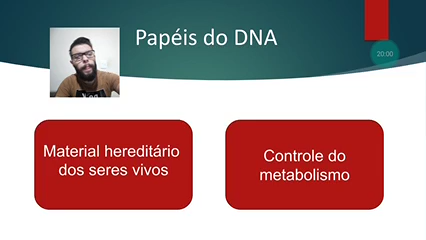 Papéis do DNA
20:00
Material hereditário
dos seres vivos
Controle do
metabolismo